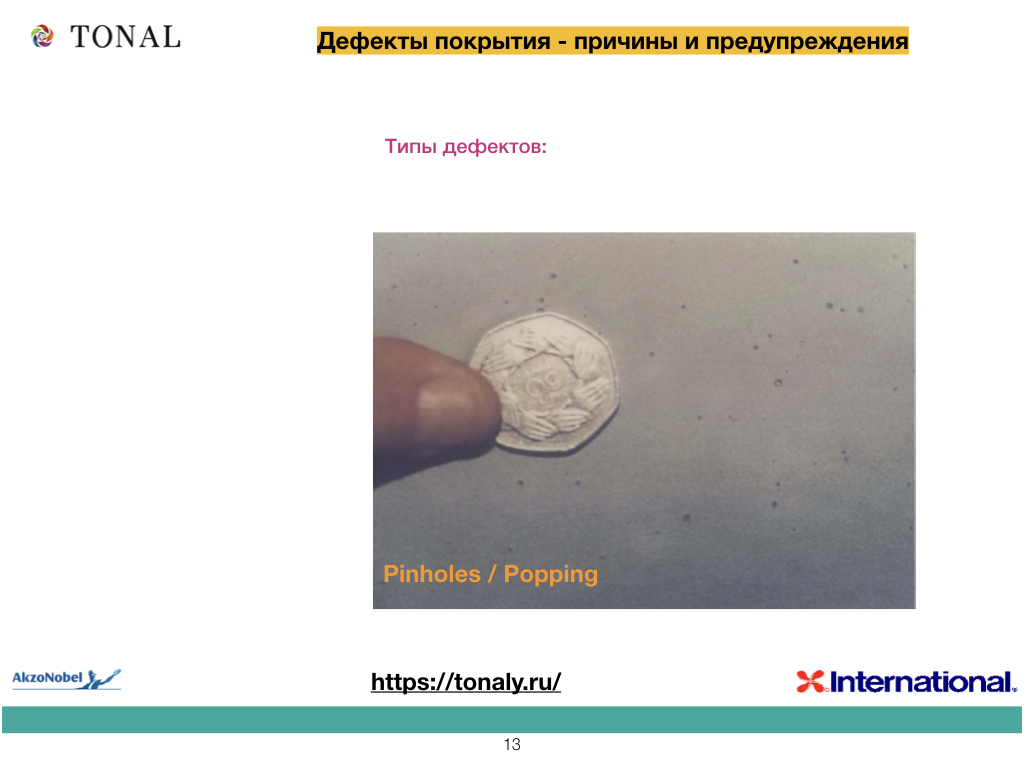 TONAL
Дефекты покрытия - причины и предупреждения
Типы дефектов:
Pinholes / Popping
AkzoNobel
https://tonaly.ru/
International
13